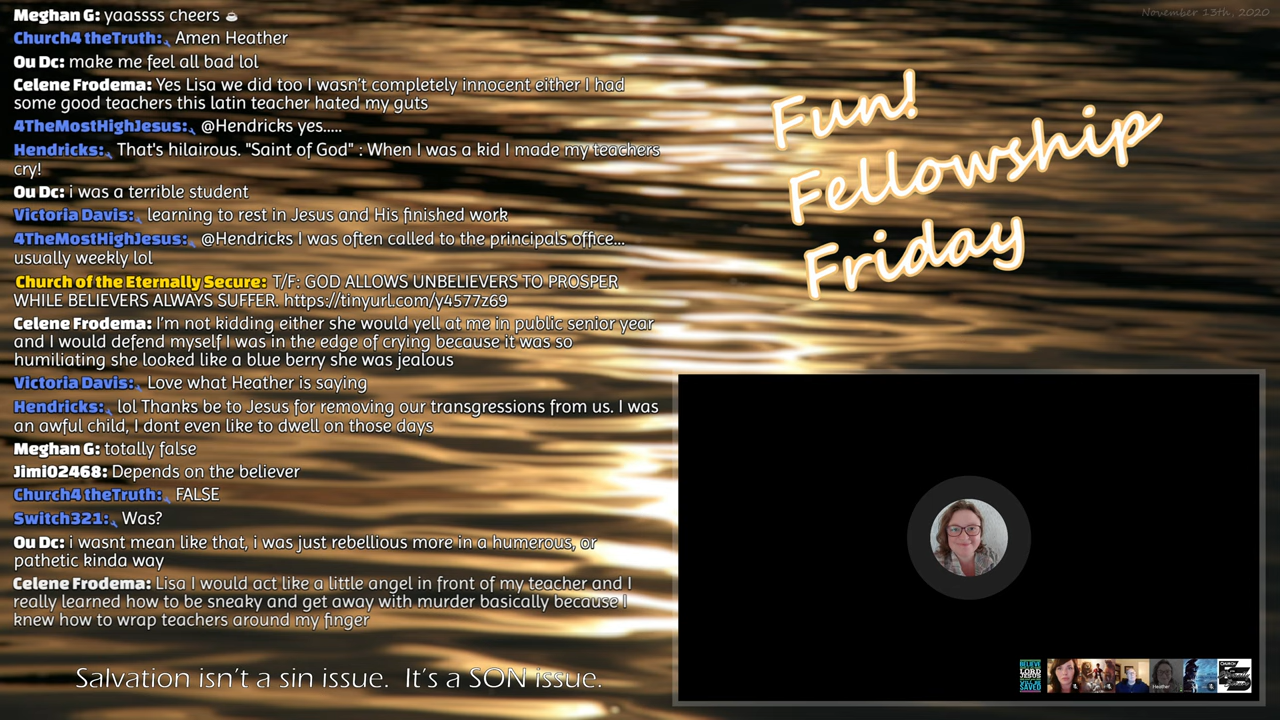 Meghan G: yaassss cheers ☕
Church4 theTruth: Amen Heather
Ou Dc: make me feel all bad lol
Celene Frodema: Yes Lisa we did too I wasn't completely innocent either I had
some good teachers this latin teacher hated my guts
4TheMostHighJesus: @Hendricks yes.....
Hendricks: That's hilairous. "Saint of God" : When I was a kid I made my teachers
cry!
Ou Dc: i was a terrible student
Victoria Davis: learning to rest in Jesus and His finished work
4TheMostHighJesus: @Hendricks I was often called to the principals office...
usually weekly lol
Church of the Eternally Secure: T/F: GOD ALLOWS UNBELIEVERS TO PROSPER
WHILE BELIEVERS ALWAYS SUFFER. https://tinyurl.com/y4577z69
Celene Frodema: I'm not kidding either she would yell at me in public senior year
and I would defend myself I was in the edge of crying because it was so
humiliating she looked like a blue berry she was jealous
Victoria Davis: Love what Heather is saying
Hendricks: lol Thanks be to Jesus for removing our transgressions from us. I was
an awful child, I dont even like to dwell on those days
Meghan G: totally false
Jimi02468: Depends on the believer
Church4 theTruth: FALSE
Switch321: Was?
Ou Dc: i wasnt mean like that, i was just rebellious more in a humerous, or
pathetic kinda way
Celene Frodema: Lisa I would act like a little angel in front of my teacher and I
really learned how to be sneaky and get away with murder basically because I
knew how to wrap teachers around my finger
Salvation isn't a sin issue. It's a SON issue.
November 13th, 2020
Fun!
Fellowship
Friday
BELIEVE
LORD
JESUS
SAVED
Heather